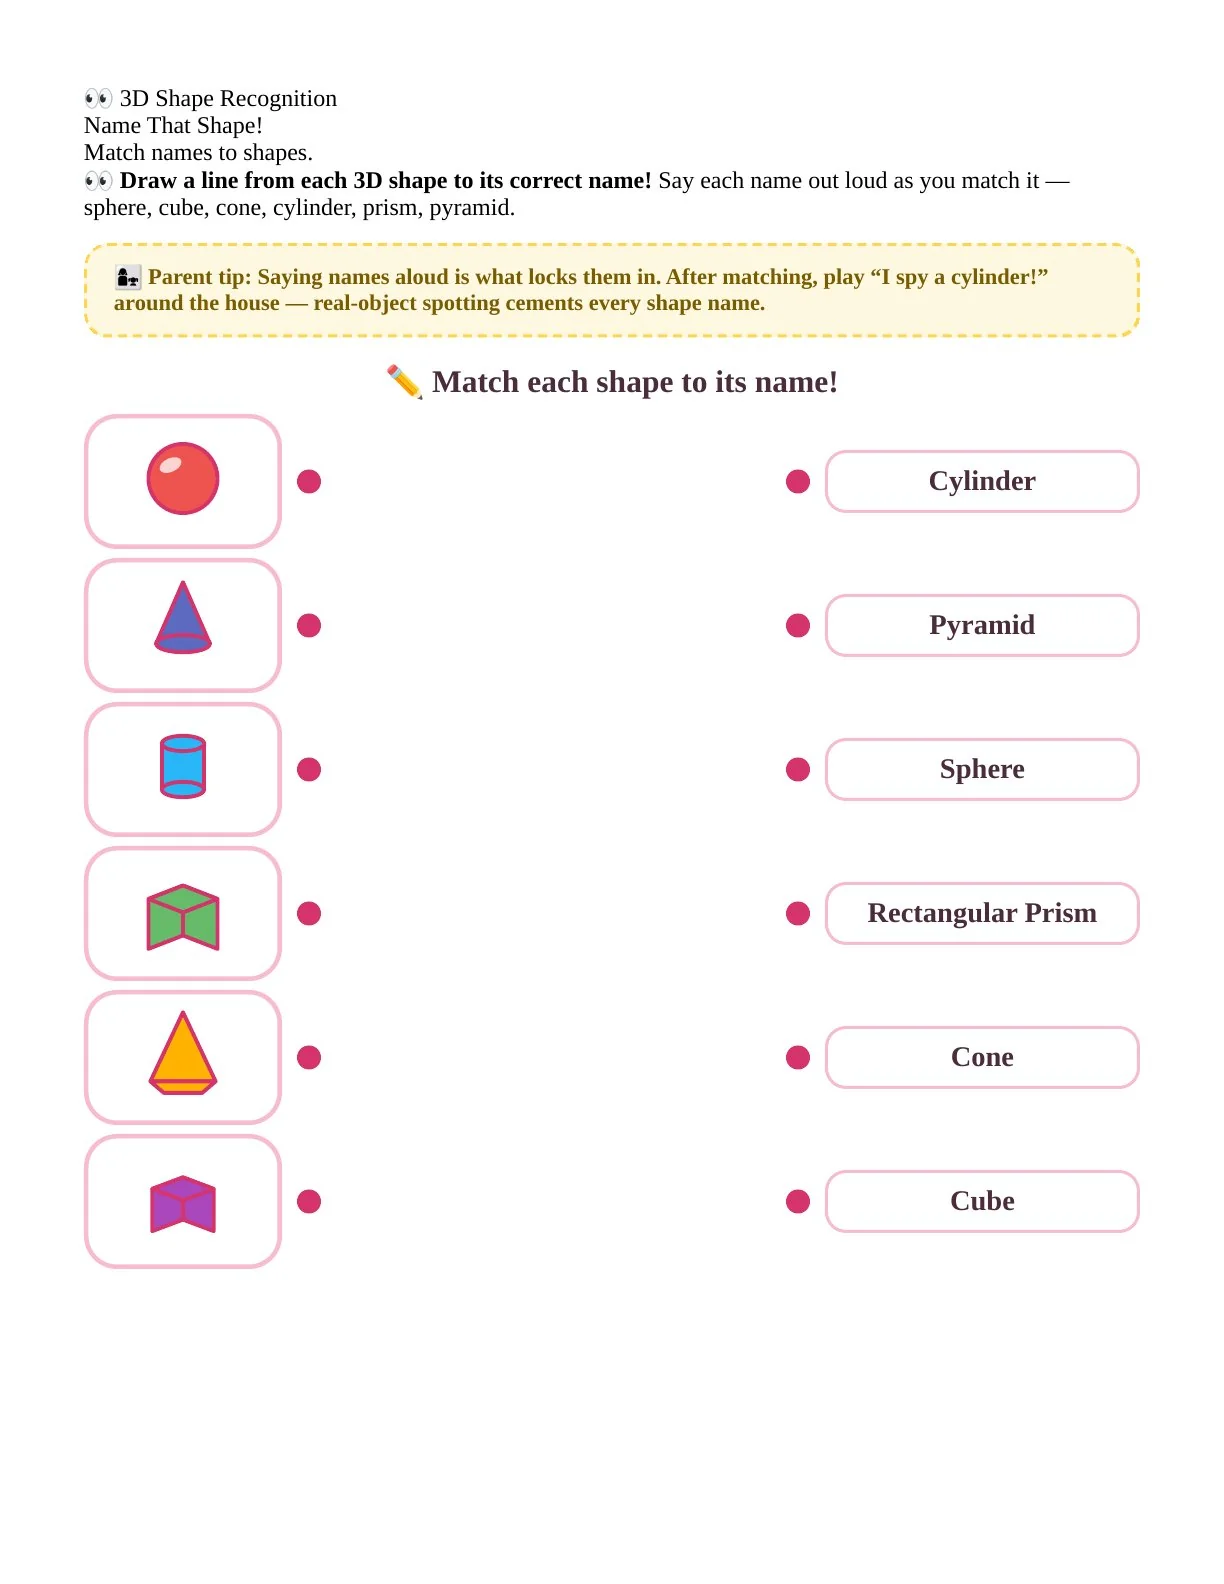 👀 3D Shape Recognition
Name That Shape!
Match names to shapes.
👀 Draw a line from each 3D shape to its correct name! Say each name out loud as you match it —
sphere, cube, cone, cylinder, prism, pyramid.
👩‍👧 Parent tip: Saying names aloud is what locks them in. After matching, play “I spy a cylinder!”
around the house — real-object spotting cements every shape name.
✏️ Match each shape to its name!
Cylinder
Pyramid
Sphere
Rectangular Prism
Cone
Cube